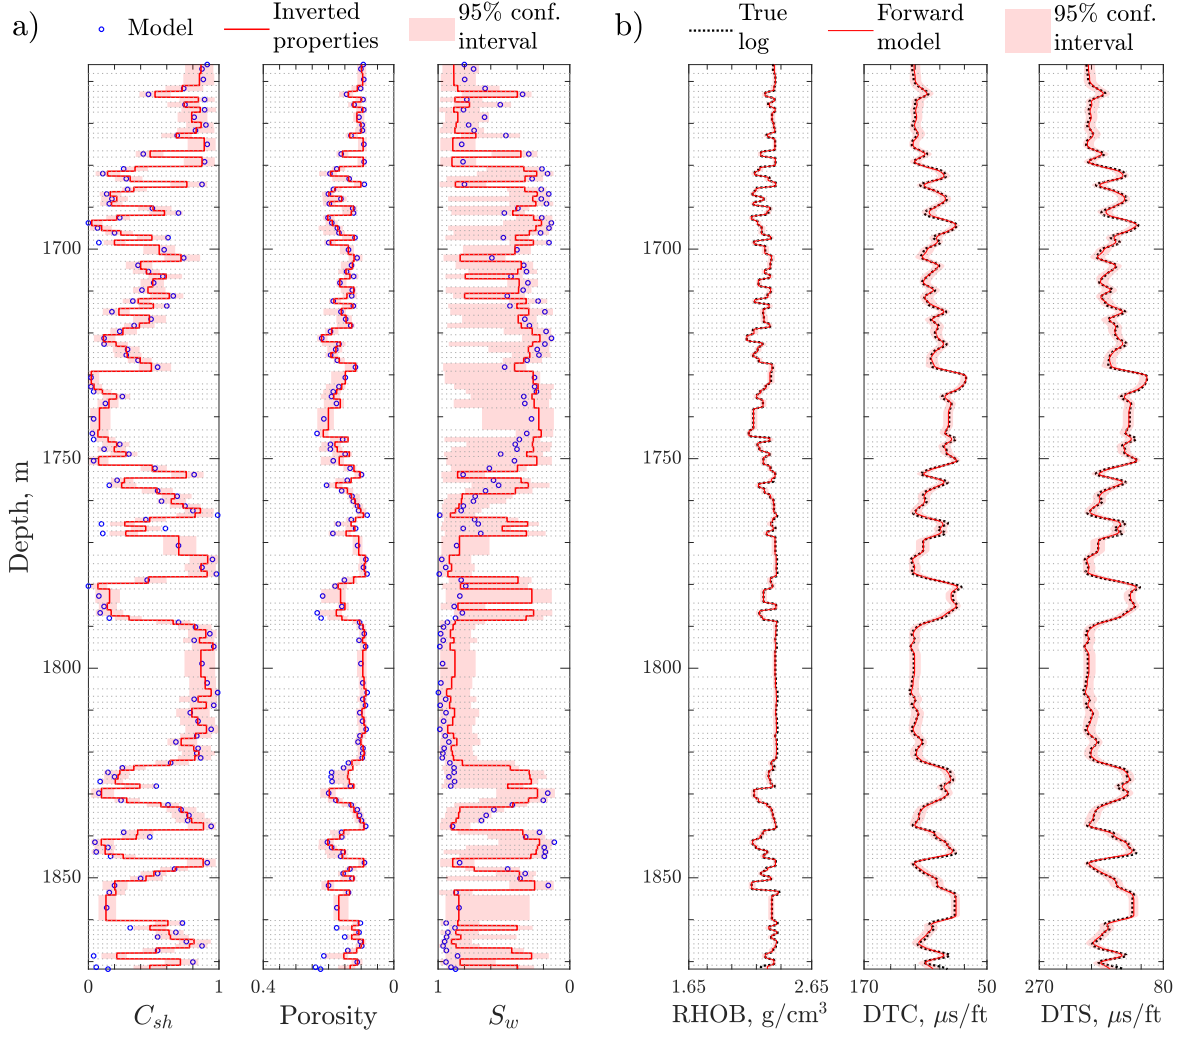 a)
Model
Inverted
properties
95% conf.
interval
b)
True
log
Forward
model
95% conf.
interval
Depth, m
1700
1750
1800
1850
0 1
C_sh
0.4 0
Porosity
1 0
S_w
1700
1750
1800
1850
1.65 2.65
RHOB, g/cm³
170 50
DTC, μs/ft
270 80
DTS, μs/ft